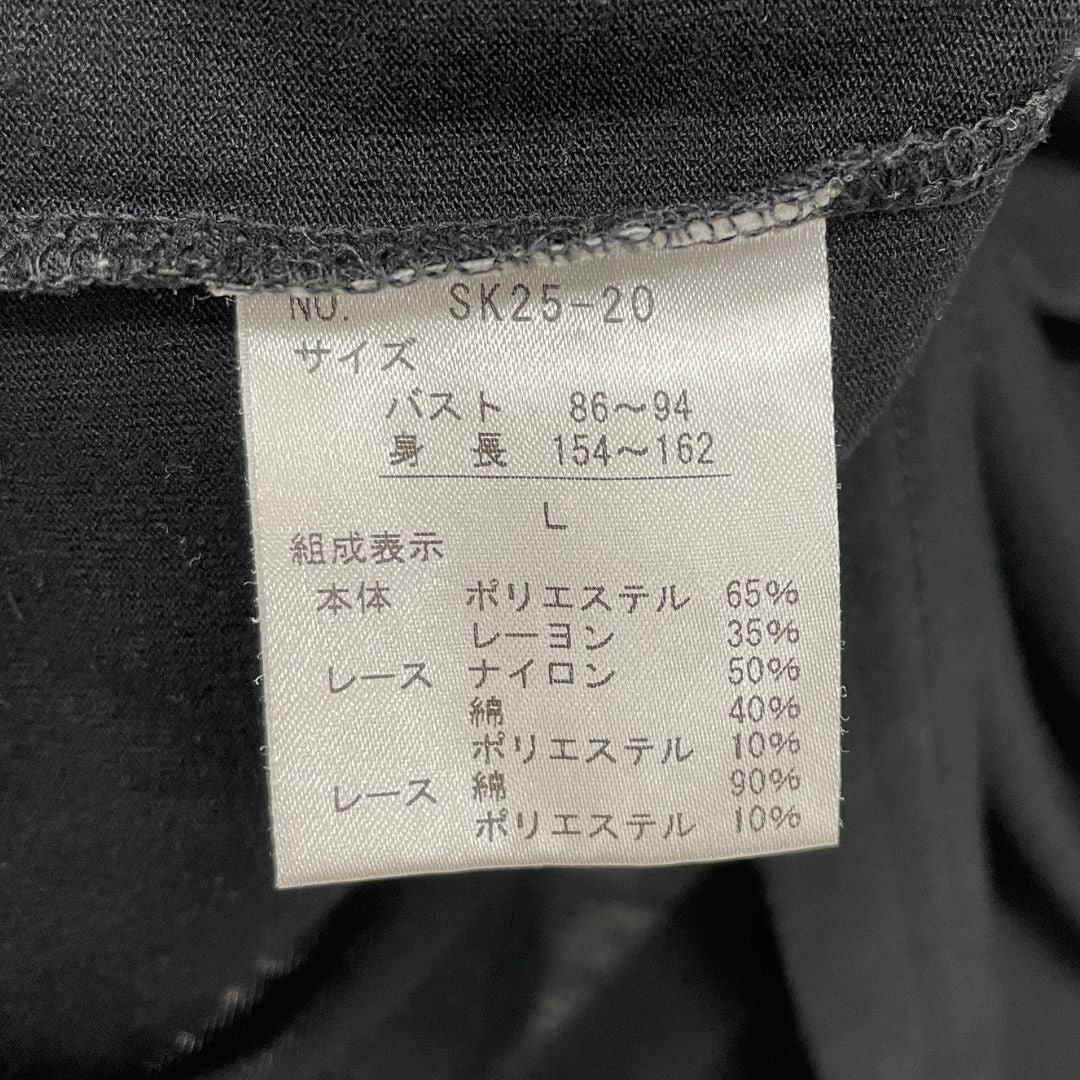 NO. SK25-20
サイズ
バスト 86～94
身長 154～162
L
組成表示
本体 ポリエステル 65%
レーヨン 35%
レース ナイロン 50%
綿 40%
ポリエステル 10%
レース 綿 90%
ポリエステル 10%